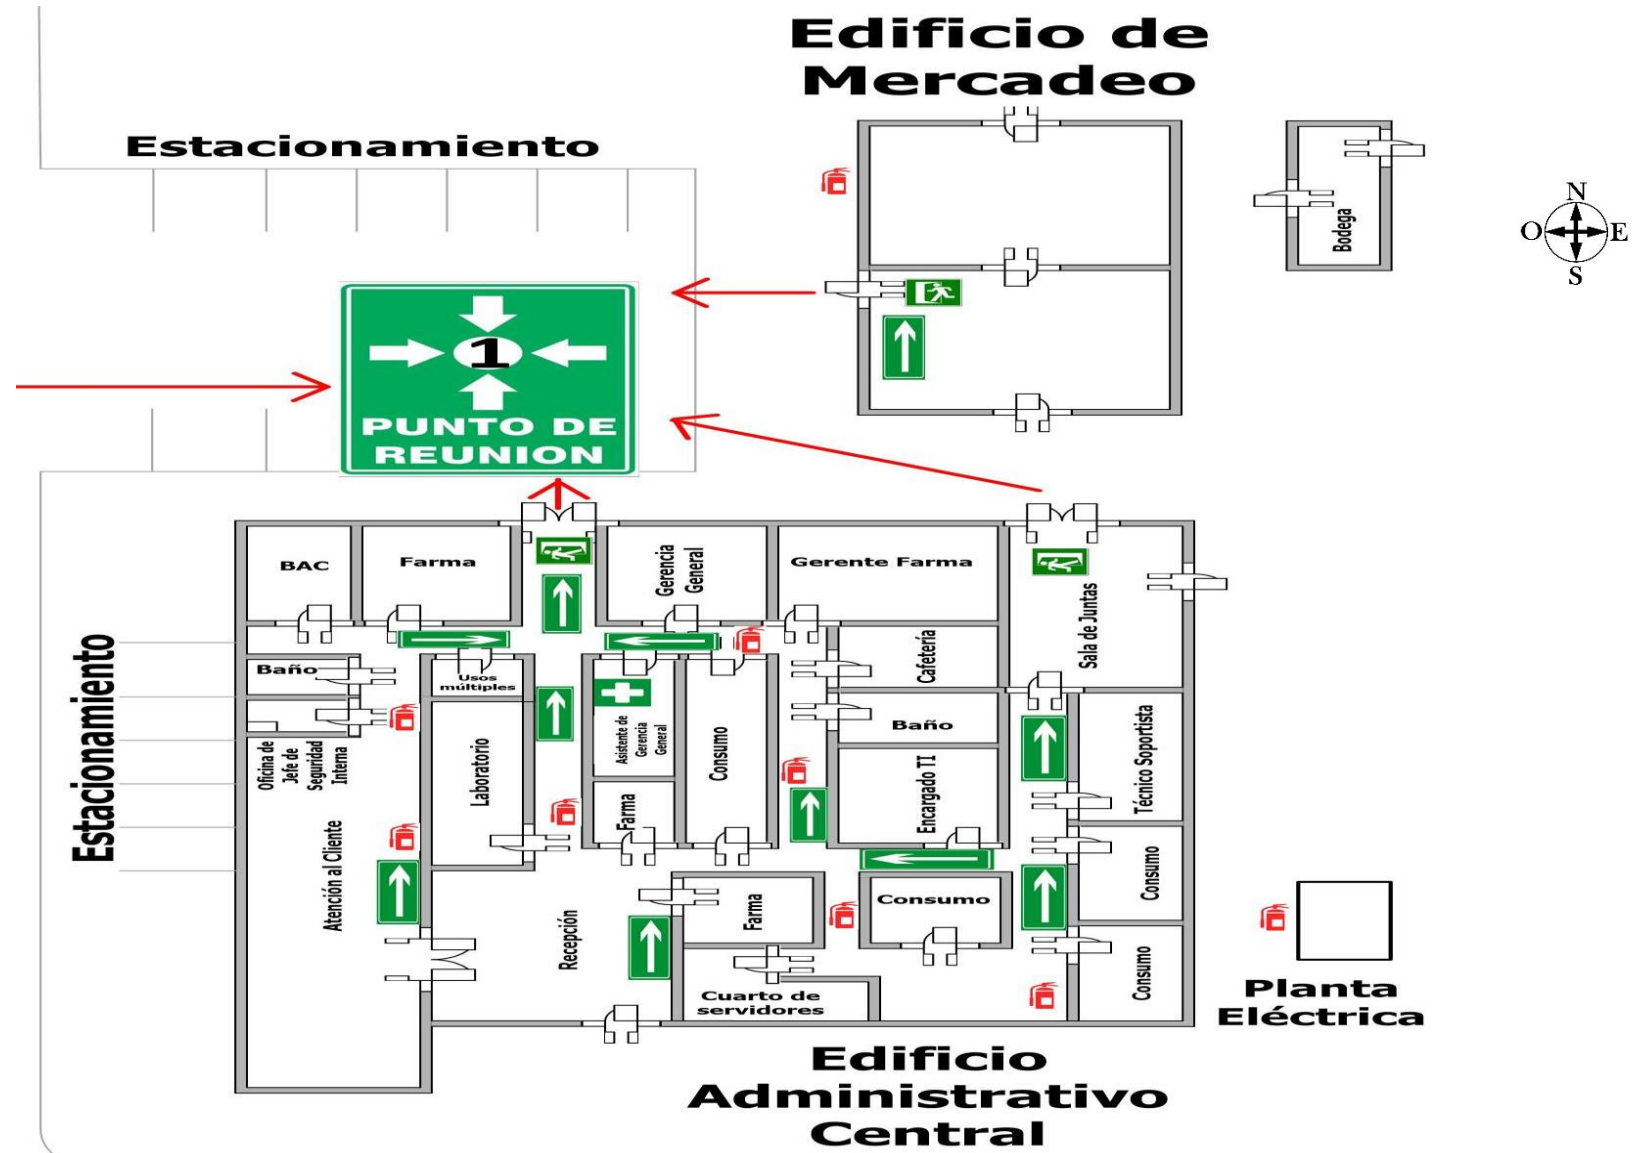 Edificio de
Mercadeo
Estacionamiento
Bodega
N
O
E
S
1
PUNTO DE
REUNION
BAC
Farma
Gerencia
General
Gerente Farma
Sala de Juntas
Cafetería
Baño
Usos
múltiples
Baño
Asistente de
Gerencia
General
Consumo
Laboratorio
Oficina de
Jefe de
Seguridad
Interna
Farma
Encargado TI
Técnico Soportista
Estacionamiento
Atención al Cliente
Consumo
Consumo
Farma
Recepción
Consumo
Cuarto de
servidores
Planta
Eléctrica
Edificio
Administrativo
Central